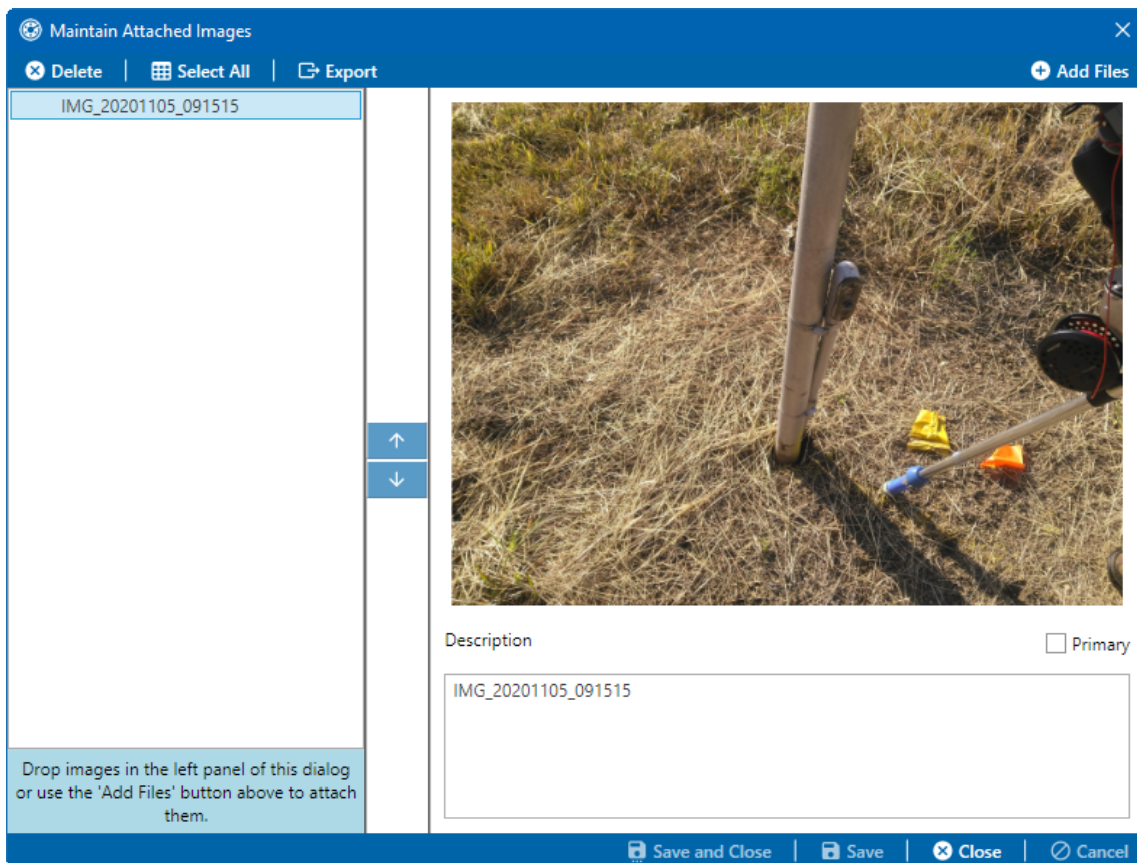 Maintain Attached Images
Delete
Select All
Export
Add Files
IMG_20201105_091515
Drop images in the left panel of this dialog
or use the 'Add Files' button above to attach
them.
Description
Primary
IMG_20201105_091515
Save and Close
Save
Close
Cancel